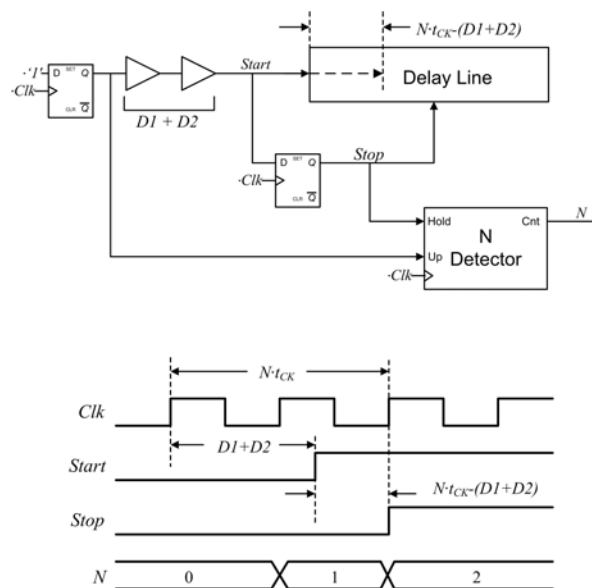 N·tCK-(D1+D2)
·'1'
D SET Q
·Clk
CLR Q
D1 + D2
Start
Delay Line
D SET Q
·Clk
CLR Q
Stop
Hold
Cnt
N
N
Detector
Up
·Clk
N·tCK
Clk
D1+D2
Start
N·tCK-(D1+D2)
Stop
N
0
1
2